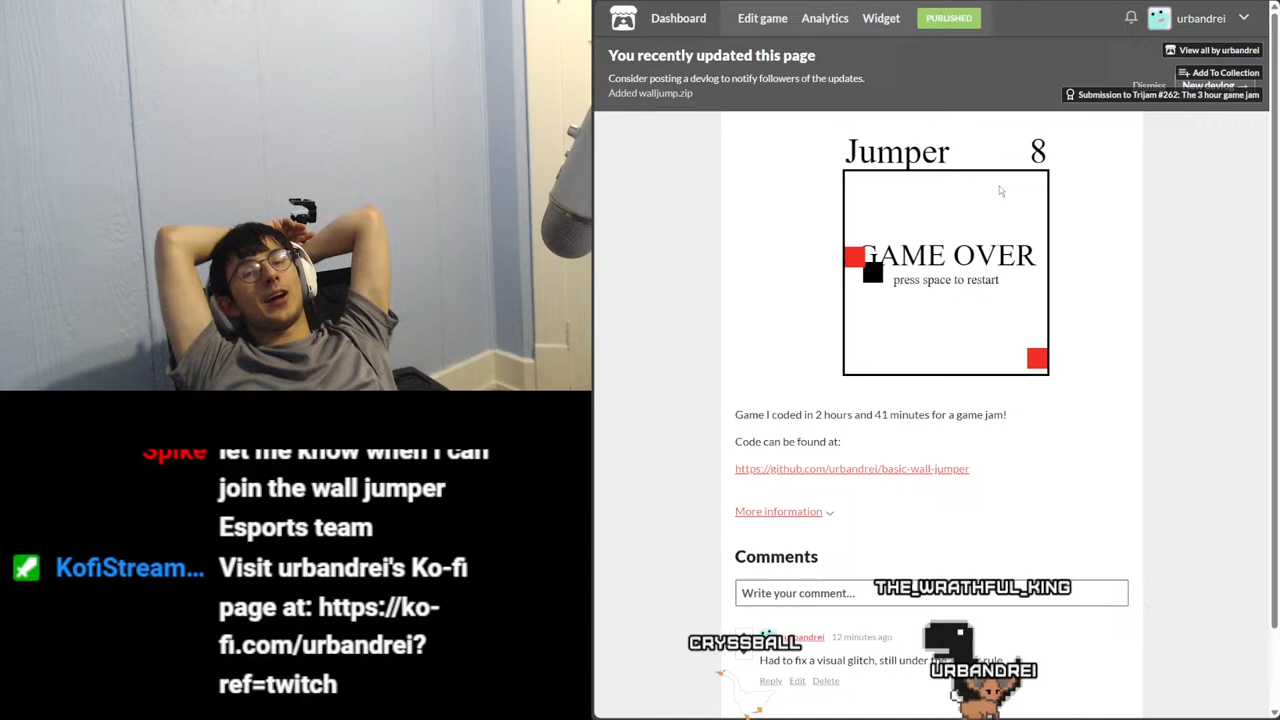 Dashboard Edit game Analytics Widget PUBLISHED urbandrei
You recently updated this page
View all by urbandrei
Consider posting a devlog to notify followers of the updates.
Add To Collection
Added walljump.zip
Dismiss New devlog →
Submission to Trijam #262: The 3 hour game jam
Jumper 8
GAME OVER
press space to restart
Game I coded in 2 hours and 41 minutes for a game jam!
Code can be found at:
https://github.com/urbandrei/basic-wall-jumper
More information
Comments
Write your comment...
THE_WRATHFUL_KING
urbandrei 12 minutes ago
CRYSSBALL
Had to fix a visual glitch, still under the rule
URBANDREI
Reply Edit Delete
Spike let me know when I can
join the wall jumper
Esports team
KofiStream... Visit urbandrei's Ko-fi
page at: https://ko-
fi.com/urbandrei?
ref=twitch